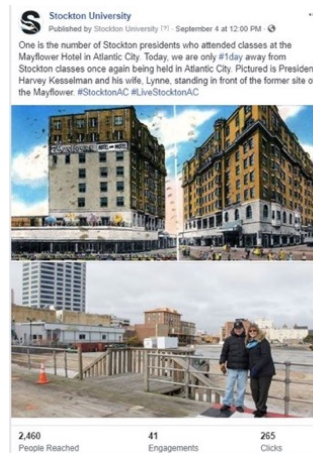 Stockton University
Published by Stockton University [?] · September 4 at 12:00 PM ·
One is the number of Stockton presidents who attended classes at the
Mayflower Hotel in Atlantic City. Today, we are only #1day away from
Stockton classes once again being held in Atlantic City. Pictured is Presiden
Harvey Kesselman and his wife, Lynne, standing in front of the former site o
the Mayflower. #StocktonAC #LiveStocktonAC
2,460
People Reached
41
Engagements
265
Clicks